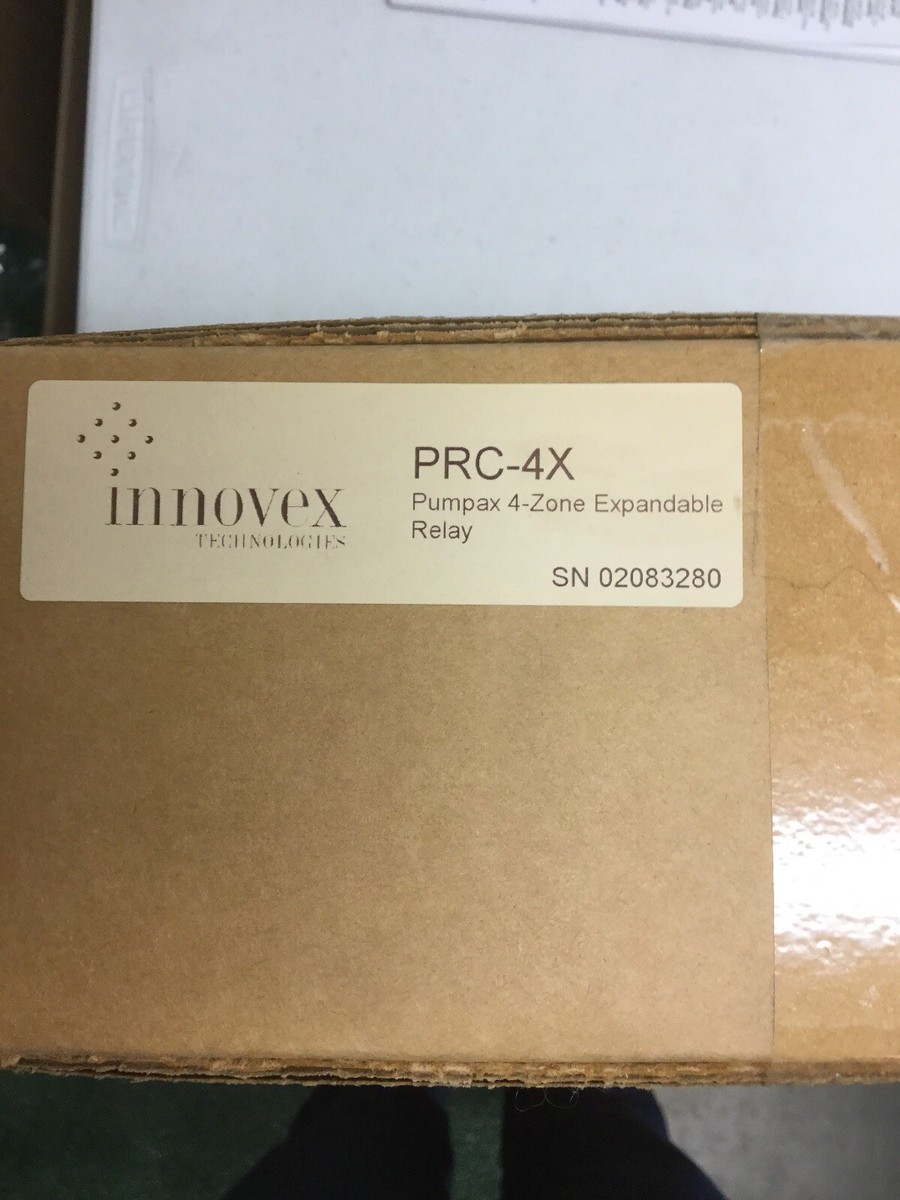 innovex
TECHNOLOGIES
PRC-4X
Pumpax 4-Zone Expandable
Relay
SN 02083280